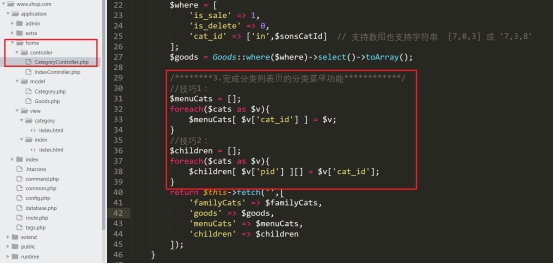 www.shop.com
application
admin
extra
home
controller
CategoryController.php
IndexController.php
model
Category.php
Goods.php
view
category
index.html
index
index.html
index
.htaccess
command.php
common.php
config.php
database.php
route.php
tags.php
extend
public
runtime
22 $where = [
23 'is_sale' => 1,
24 'is_delete' => 0,
25 'cat_id' => ['in',$sonsCatId] // 支持数组也支持字符串 [7,8,3] 或 '7,3,8'
26 ];
27 $goods = Goods::where($where)->select()->toArray();
28
29 /********3.完成分类列表页的分类菜单功能************/
30 //技巧1:
31 $menuCats = [];
32 foreach($cats as $v){
33 $menuCats[ $v['cat_id'] ] = $v;
34 }
35 //技巧2:
36 $children = [];
37 foreach($cats as $v){
38 $children[ $v['pid'] ][] = $v['cat_id'];
39 }
40 return $this->fetch('',[
41 'familyCats' => $familyCats,
42 'goods' => $goods,
43 'menuCats' => $menuCats,
44 'children' => $children
45 ]);
46 }